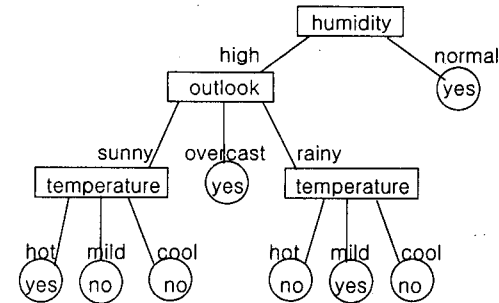 humidity
high normal
outlook yes
sunny overcast rainy
temperature yes temperature
hot mild cool hot mild cool
yes no no no yes no